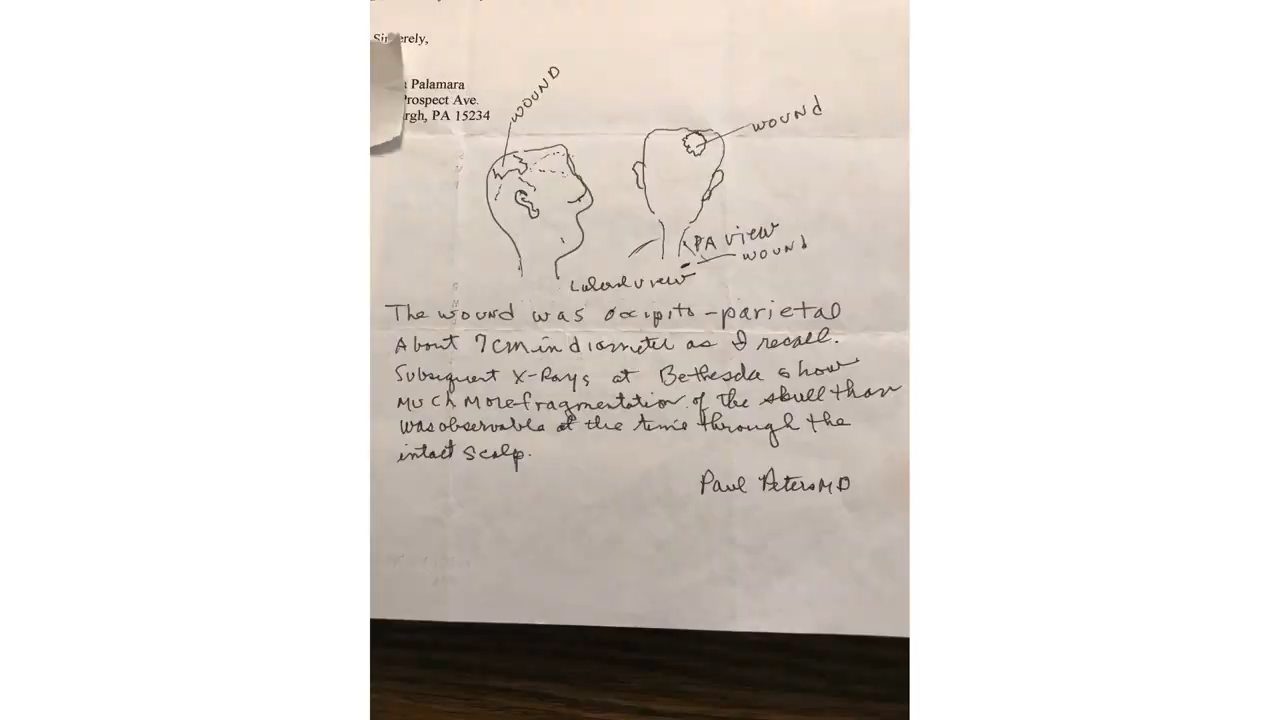 Sincerely,
Palamara
Prospect Ave.
rgh, PA 15234
WOUND
WOUNd
PA View
WOUNd
Lateral view
The wound was occipito-parietal
About 7cm in diameter as I recall.
Subsequent X-Rays at Bethesda show
Much More fragmentation of the skull than
was observable at the time through the
intact scalp.
Paul Peters MD